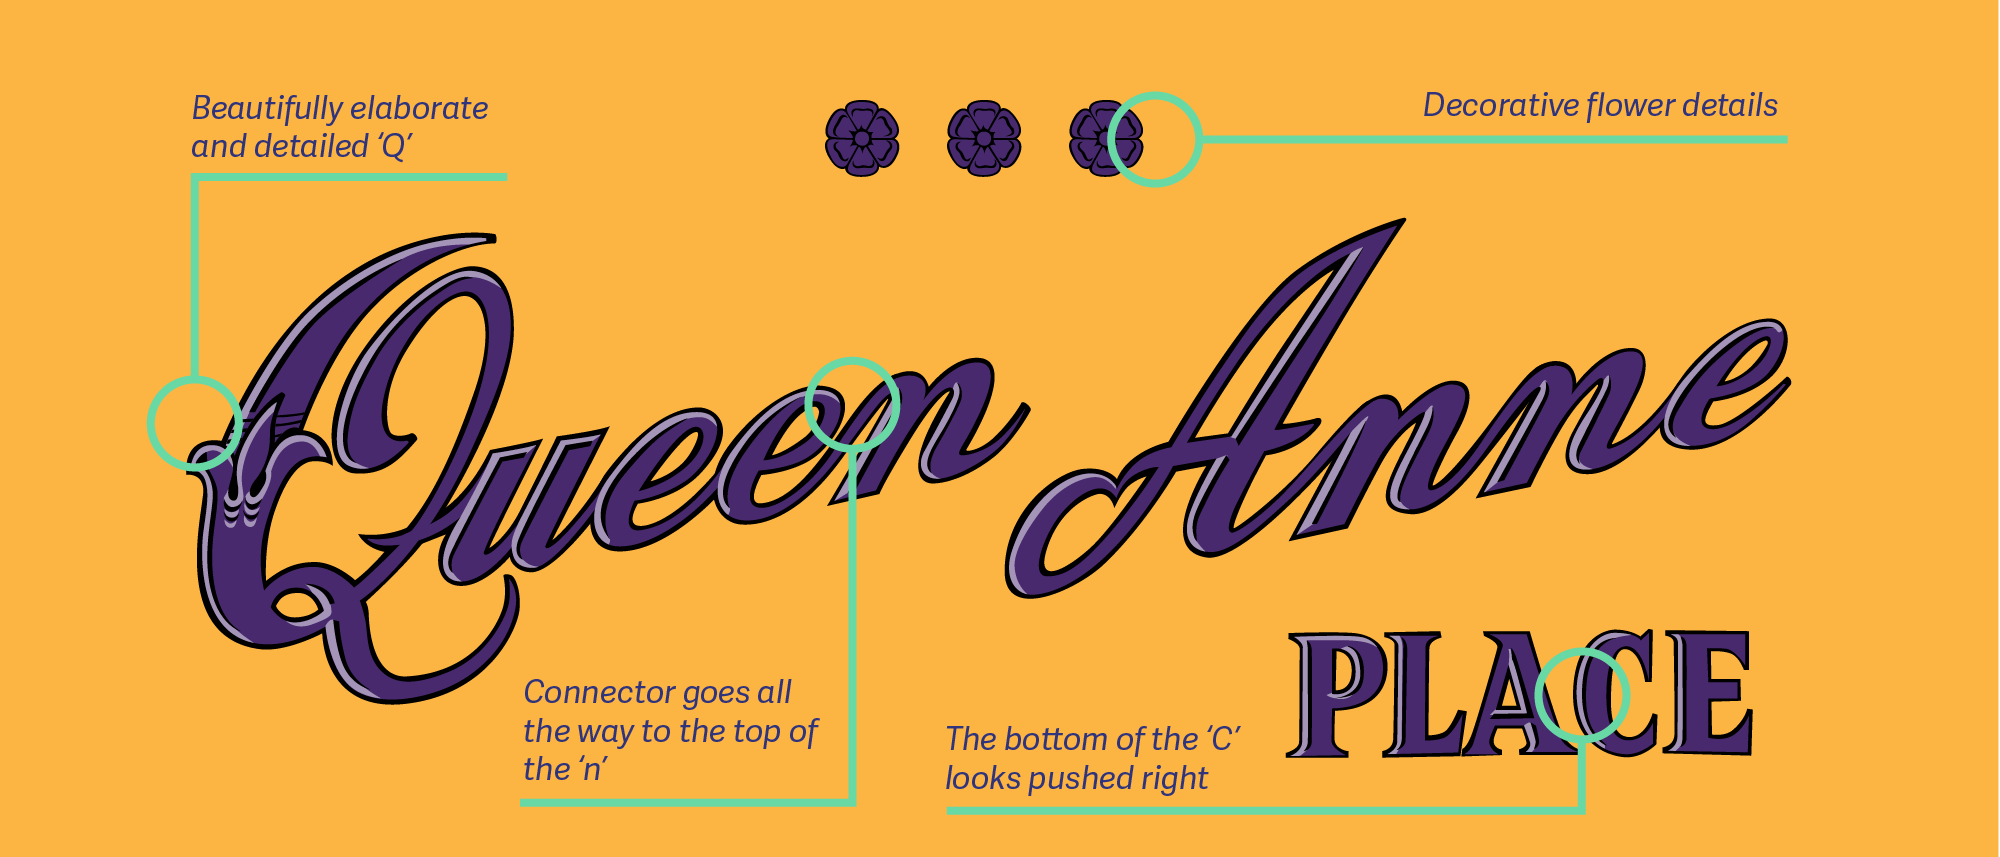 Beautifully elaborate
and detailed ‘Q’
Decorative flower details
Queen Anne
PLACE
Connector goes all
the way to the top of
the ‘n’
The bottom of the ‘C’
looks pushed right